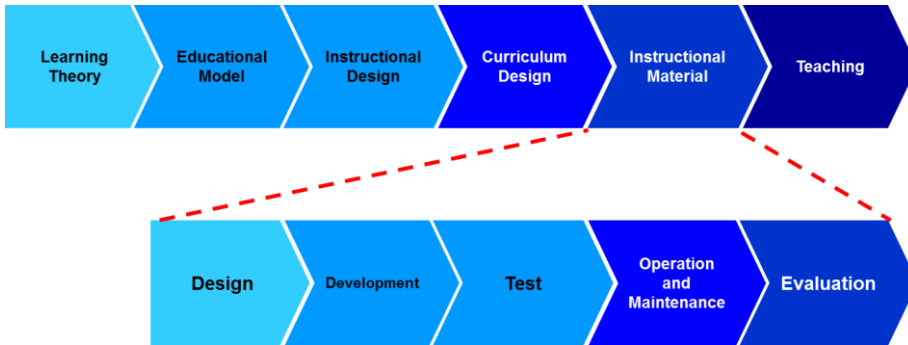 Learning
Theory
Educational
Model
Instructional
Design
Curriculum
Design
Instructional
Material
Teaching
Design
Development
Test
Operation
and
Maintenance
Evaluation